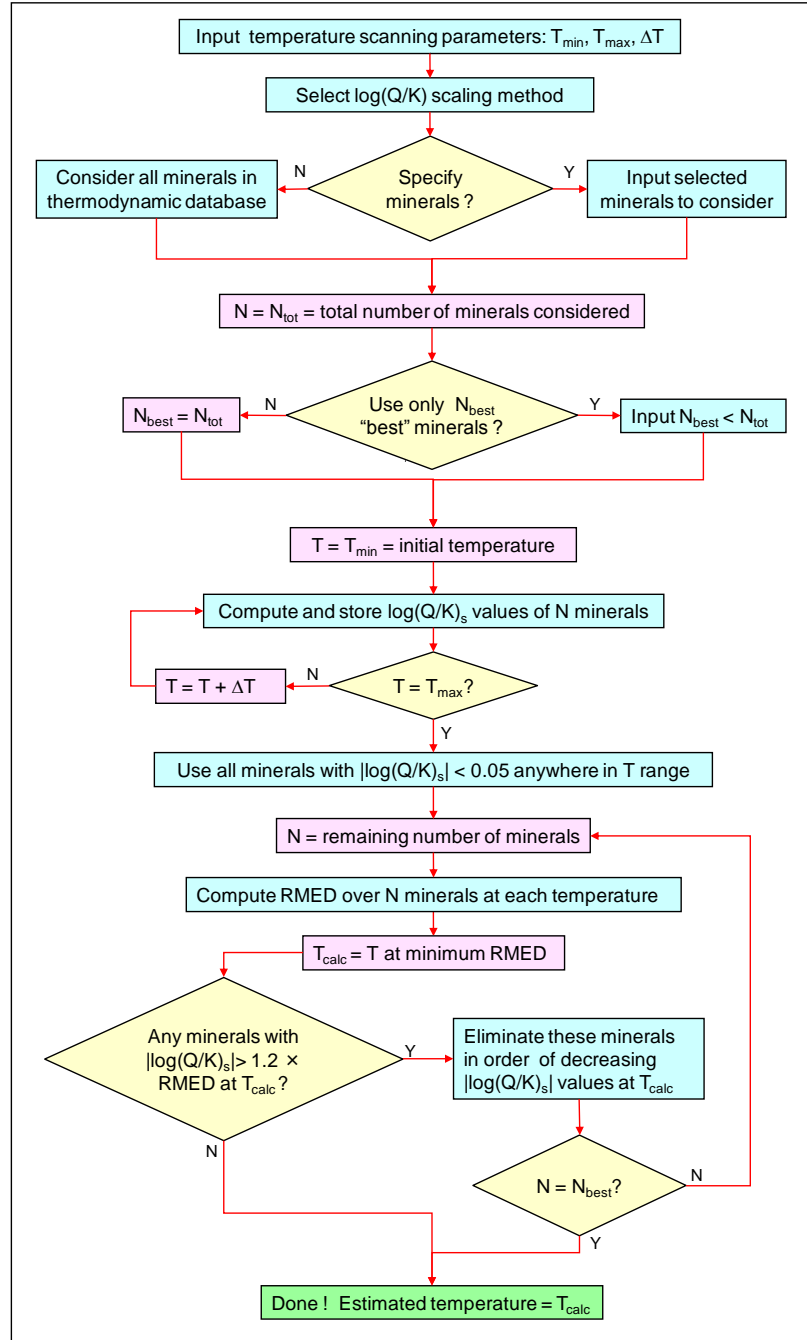 Input temperature scanning parameters: Tmin, Tmax, ΔT
Select log(Q/K) scaling method
N
Y
Consider all minerals in
thermodynamic database
Specify
minerals ?
Input selected
minerals to consider
N = Ntot = total number of minerals considered
N
Y
Nbest = Ntot
Use only Nbest
“best” minerals ?
Input Nbest < Ntot
T = Tmin = initial temperature
Compute and store log(Q/K)s values of N minerals
N
T = T + ΔT
T = Tmax?
Y
Use all minerals with |log(Q/K)s| < 0.05 anywhere in T range
N = remaining number of minerals
Compute RMED over N minerals at each temperature
Tcalc = T at minimum RMED
Any minerals with
|log(Q/K)s|> 1.2 ×
RMED at Tcalc ?
Y
Eliminate these minerals
in order of decreasing
|log(Q/K)s| values at Tcalc
N
N = Nbest?
N
Y
Done ! Estimated temperature = Tcalc